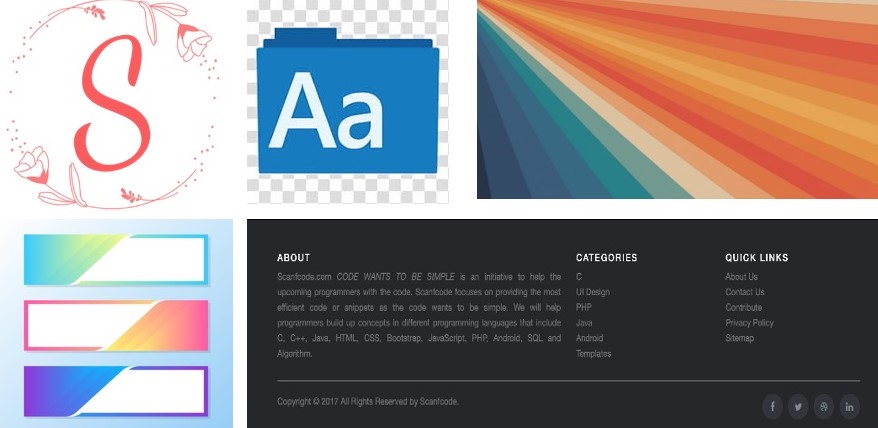 S
Aa
ABOUT
Scanfcode.com CODE WANTS TO BE SIMPLE is an initiative to help the
upcoming programmers with the code. Scanfcode focuses on providing the most
efficient code or snippets as the code wants to be simple. We will help
programmers build up concepts in different programming languages that include
C, C++, Java, HTML, CSS, Bootstrap, JavaScript, PHP, Android, SQL and
Algorithm.
CATEGORIES
C
UI Design
PHP
Java
Android
Templates
QUICK LINKS
About Us
Contact Us
Contribute
Privacy Policy
Sitemap
Copyright © 2017 All Rights Reserved by Scanfcode.